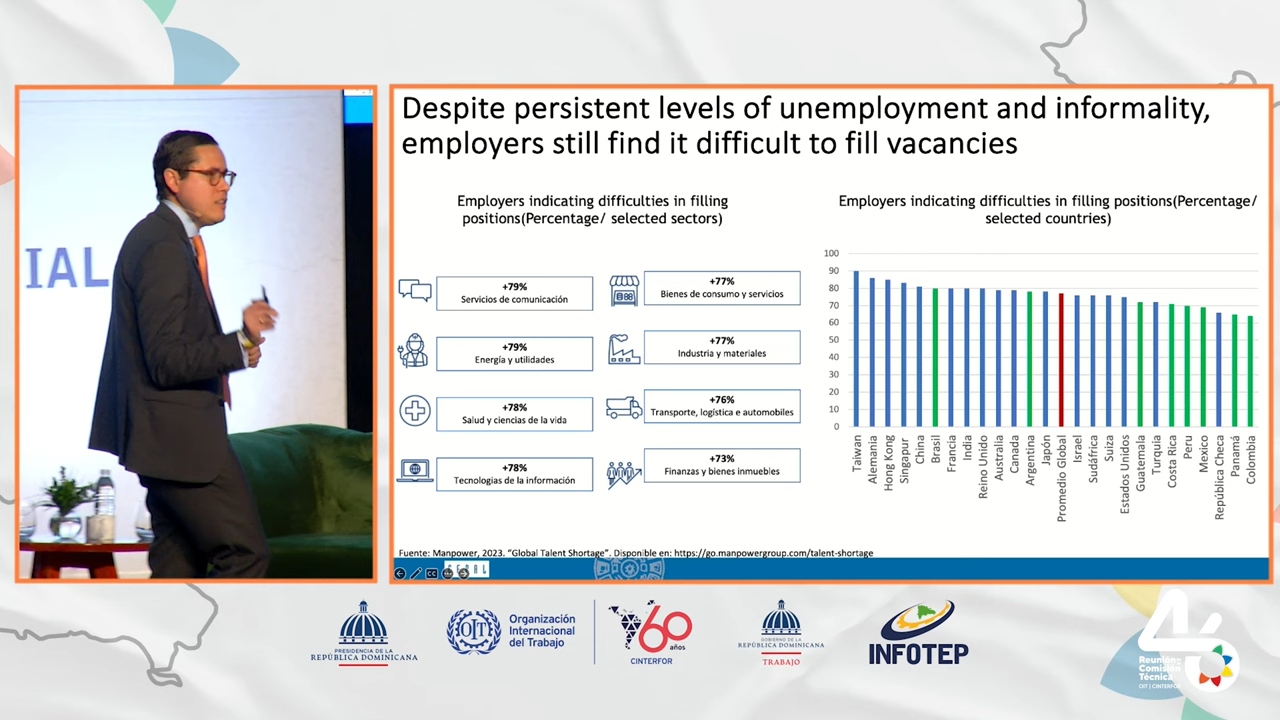 IAL
Despite persistent levels of unemployment and informality,
employers still find it difficult to fill vacancies
Employers indicating difficulties in filling
positions(Percentage/ selected sectors)
+79%
Servicios de comunicación
+77%
Bienes de consumo y servicios
+79%
Energía y utilidades
+77%
Industria y materiales
+78%
Salud y ciencias de la vida
+76%
Transporte, logística e automobiles
+78%
Tecnologías de la información
+73%
Finanzas y bienes inmuebles
Employers indicating difficulties in filling positions(Percentage/
selected countries)
100
90
80
70
60
50
40
30
20
10
0
Taiwan
Alemania
Hong Kong
Singapur
China
Brasil
Francia
India
Reino Unido
Australia
Canada
Argentina
Japón
Promedio Global
Israel
Sudáfrica
Suiza
Estados Unidos
Guatemala
Turquia
Costa Rica
Peru
Mexico
República Checa
Panamá
Colombia
Fuente: Manpower, 2023. "Global Talent Shortage". Disponible en: https://go.manpowergroup.com/talent-shortage
CC
PRESIDENCIA DE LA
REPÚBLICA DOMINICANA
OIT
Organización
Internacional
del Trabajo
60
años
CINTERFOR
GOBIERNO DE LA
REPÚBLICA DOMINICANA
TRABAJO
INFOTEP
46
Reunión
Comisión
Técnica
OIT | CINTERFOR